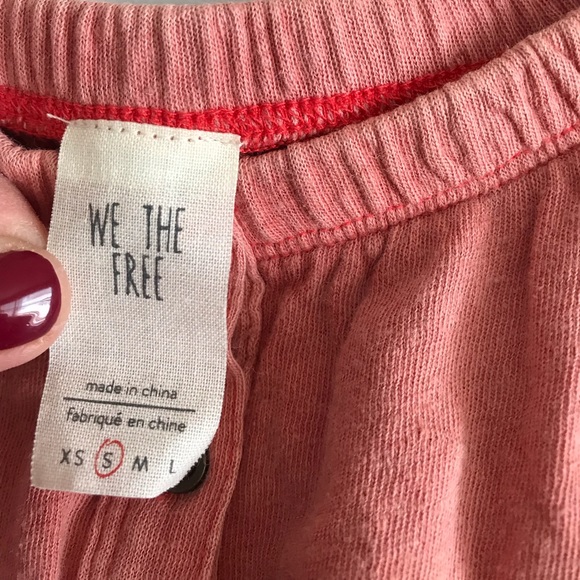 WE THE
FREE
made in china
Fabriqué en chine
XS S M L